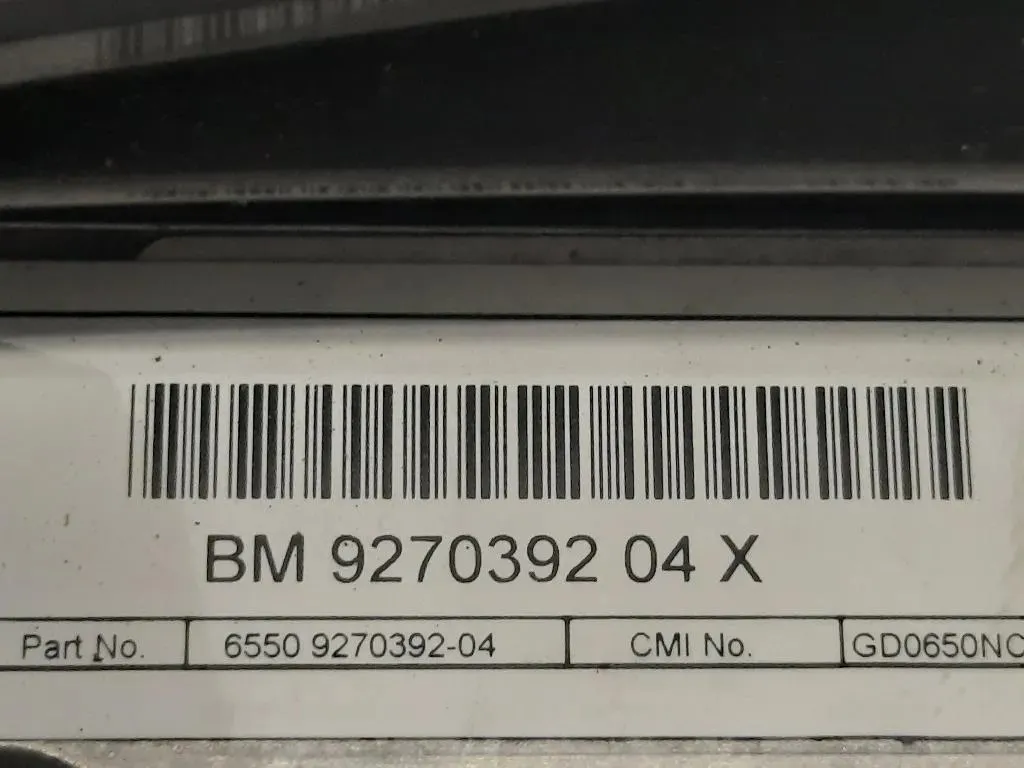 BM 9270392 04 X
Part No. 6550 9270392-04 CMI No. GD0650NC